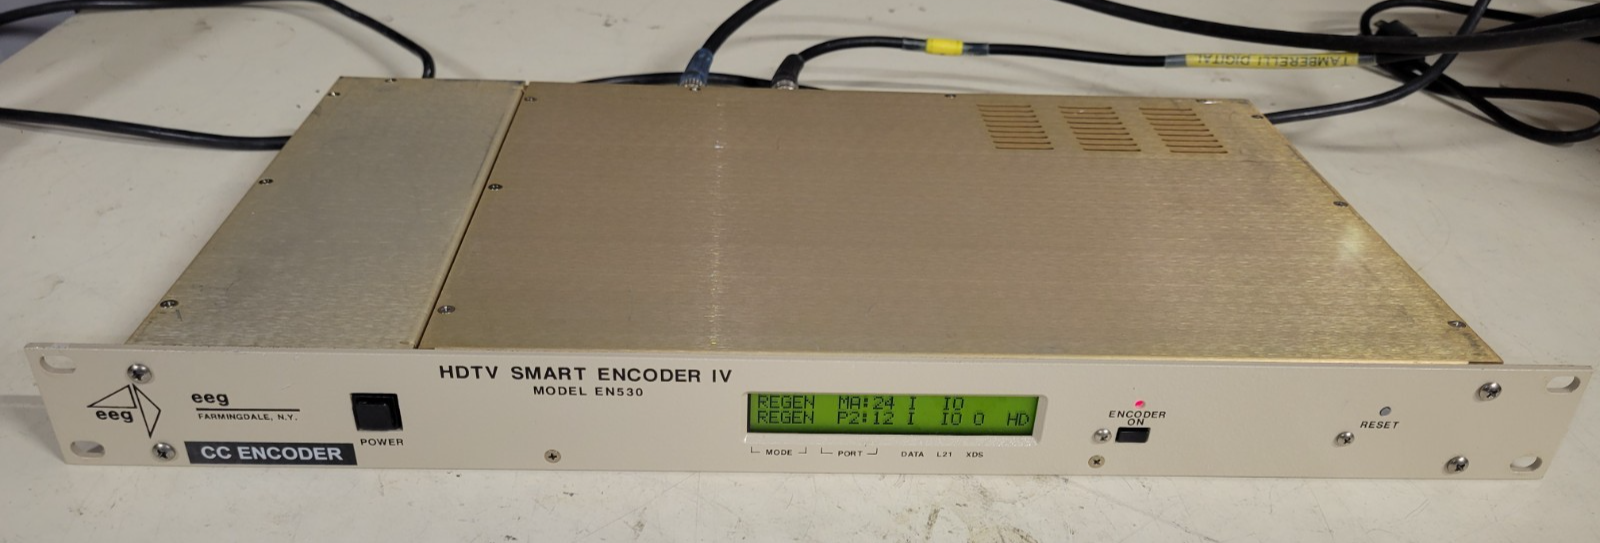 TAMBERELLI DIGITAL
HDTV SMART ENCODER IV
MODEL EN530
eeg
eeg
FARMINGDALE, N.Y.
CC ENCODER
POWER
REGEN MA:24 I IO
REGEN P2:12 I IO O HD
MODE PORT DATA L21 XDS
ENCODER
ON
RESET